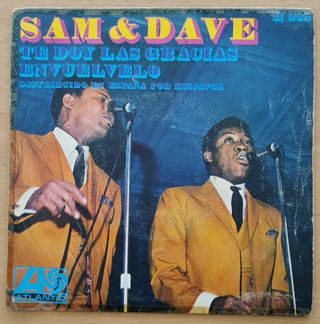 SAM & DAVE
TE DOY LAS GRACIAS
ENVUELVELO
DISTRIBUIDO EN ESPAÑA POR HISPAVOX
ATLANTIC